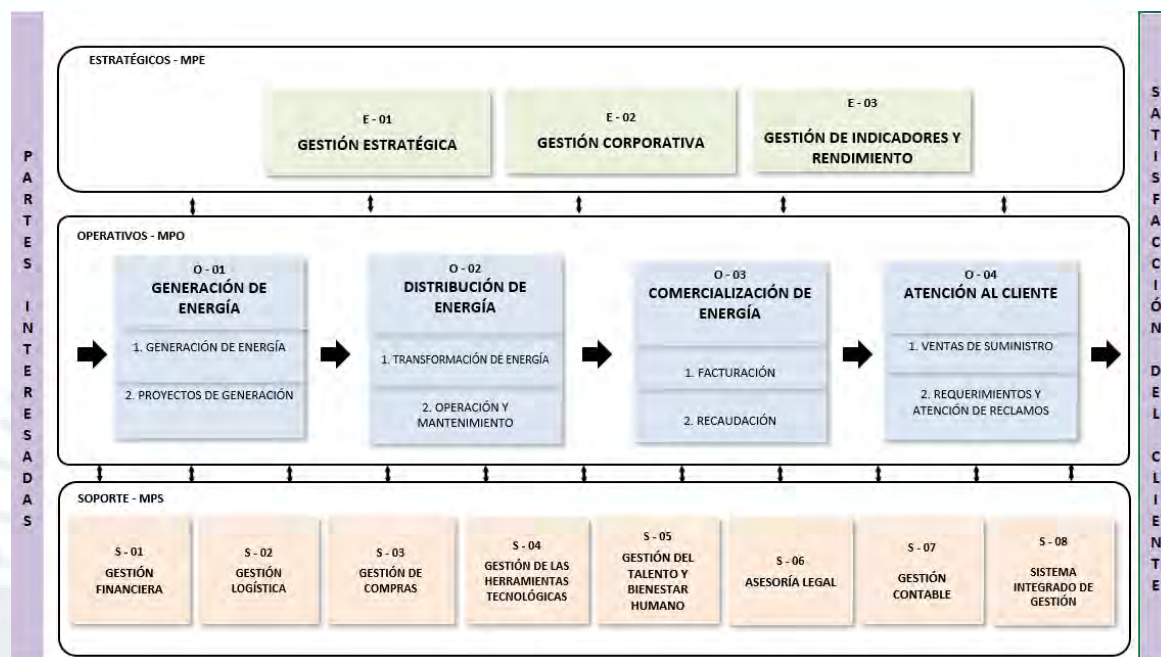 PARTES INTERESADAS
ESTRATÉGICOS - MPE
E - 01
GESTIÓN ESTRATÉGICA
E - 02
GESTIÓN CORPORATIVA
E - 03
GESTIÓN DE INDICADORES Y
RENDIMIENTO
OPERATIVOS - MPO
O - 01
GENERACIÓN DE
ENERGÍA
1. GENERACIÓN DE ENERGÍA
2. PROYECTOS DE GENERACIÓN
O - 02
DISTRIBUCIÓN DE
ENERGÍA
1. TRANSFORMACIÓN DE ENERGÍA
2. OPERACIÓN Y
MANTENIMIENTO
O - 03
COMERCIALIZACIÓN DE
ENERGÍA
1. FACTURACIÓN
2. RECAUDACIÓN
O - 04
ATENCIÓN AL CLIENTE
1. VENTAS DE SUMINISTRO
2. REQUERIMIENTOS Y
ATENCIÓN DE RECLAMOS
SOPORTE - MPS
S - 01
GESTIÓN
FINANCIERA
S - 02
GESTIÓN
LOGÍSTICA
S - 03
GESTIÓN DE
COMPRAS
S - 04
GESTIÓN DE LAS
HERRAMIENTAS
TECNOLÓGICAS
S - 05
GESTIÓN DEL
TALENTO Y
BIENESTAR
HUMANO
S - 06
ASESORÍA LEGAL
S - 07
GESTIÓN
CONTABLE
S - 08
SISTEMA
INTEGRADO DE
GESTIÓN
SATISFACCIÓN DEL CLIENTE